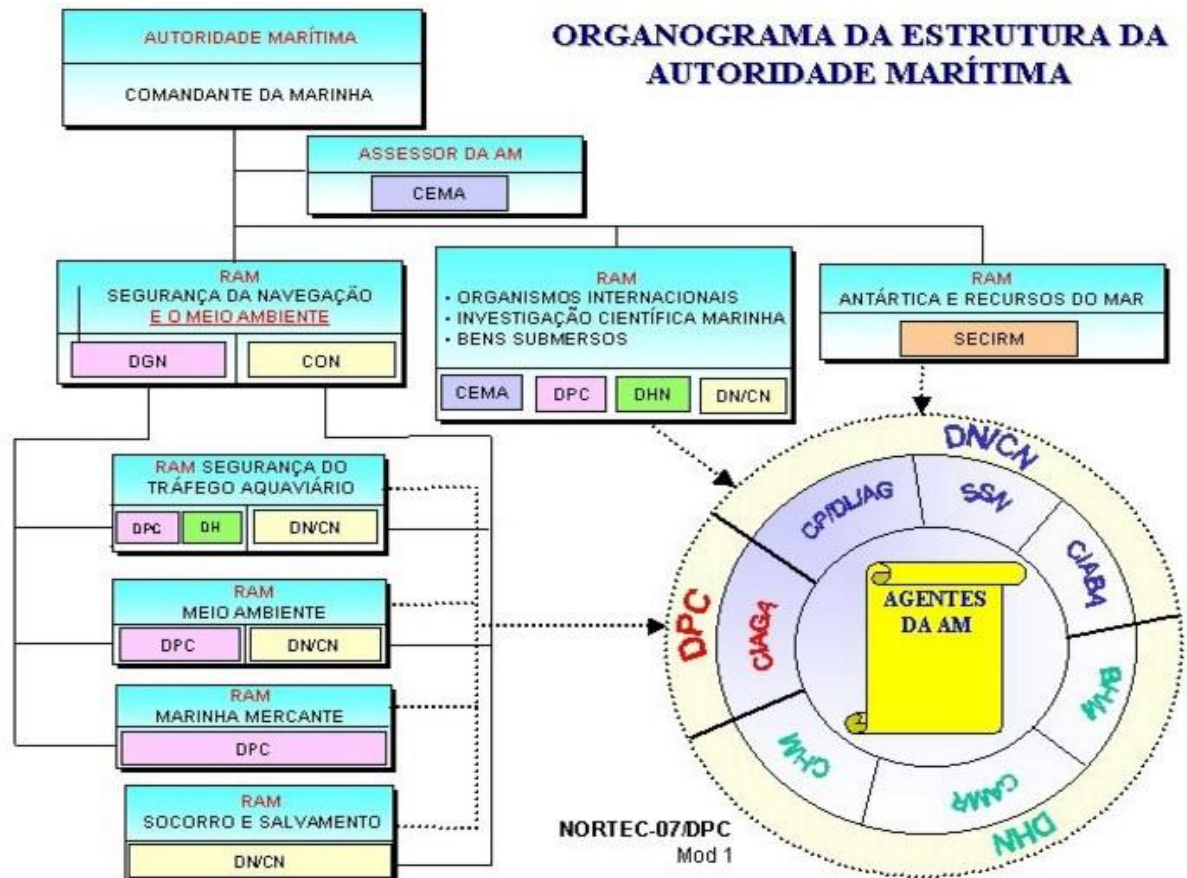 ORGANOGRAMA DA ESTRUTURA DA
AUTORIDADE MARÍTIMA
AUTORIDADE MARÍTIMA
COMANDANTE DA MARINHA
ASSESSOR DA AM
CEMA
RAM
SEGURANÇA DA NAVEGAÇÃO
E O MEIO AMBIENTE
DGN
CON
RAM
• ORGANISMOS INTERNACIONAIS
• INVESTIGAÇÃO CIENTÍFICA MARINHA
• BENS SUBMERSOS
CEMA
DPC
DHN
DN/CN
RAM
ANTÁRTICA E RECURSOS DO MAR
SECIRM
RAM SEGURANÇA DO
TRÁFEGO AQUAVIÁRIO
DPC
DH
DN/CN
RAM
MEIO AMBIENTE
DPC
DN/CN
RAM
MARINHA MERCANTE
DPC
RAM
SOCORRO E SALVAMENTO
DN/CN
DN/CN
CP/DL/AG
SSN
CIABA
DPC
CIAGA
AGENTES
DA AM
BHM
CAMR
CHM
DHN
NORTEC-07/DPC
Mod 1